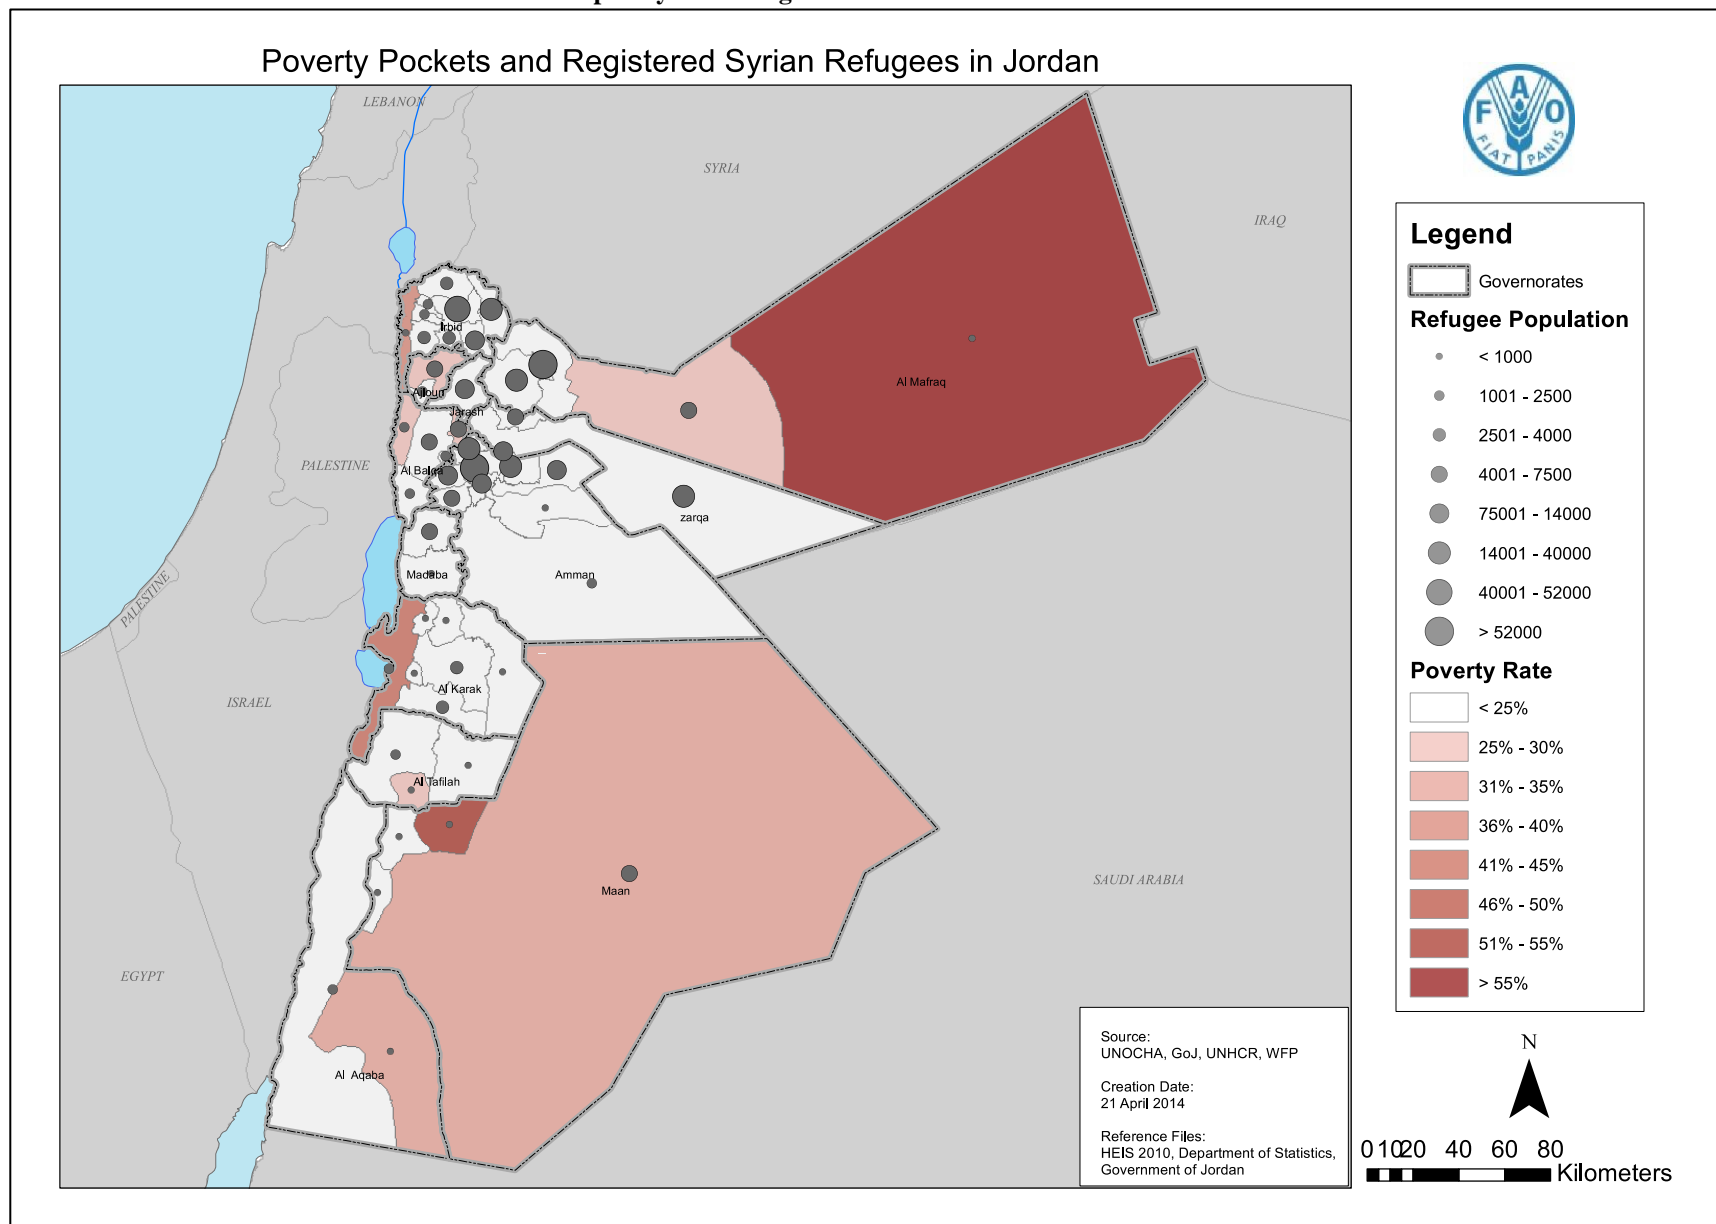 Poverty Pockets and Registered Syrian Refugees in Jordan
LEBANON
SYRIA
IRAQ
Irbid
Al Mafraq
Ajloun
Jarash
PALESTINE
Al Balqa
zarqa
Madaba
Amman
PALESTINE
ISRAEL
Al Karak
Al Tafilah
SAUDI ARABIA
Maan
EGYPT
Al Aqaba
Source:
UNOCHA, GoJ, UNHCR, WFP
Creation Date:
21 April 2014
Reference Files:
HEIS 2010, Department of Statistics,
Government of Jordan
F A O
FIAT PANIS
Legend
Governorates
Refugee Population
< 1000
1001 - 2500
2501 - 4000
4001 - 7500
75001 - 14000
14001 - 40000
40001 - 52000
> 52000
Poverty Rate
< 25%
25% - 30%
31% - 35%
36% - 40%
41% - 45%
46% - 50%
51% - 55%
> 55%
N
0 10 20 40 60 80
Kilometers